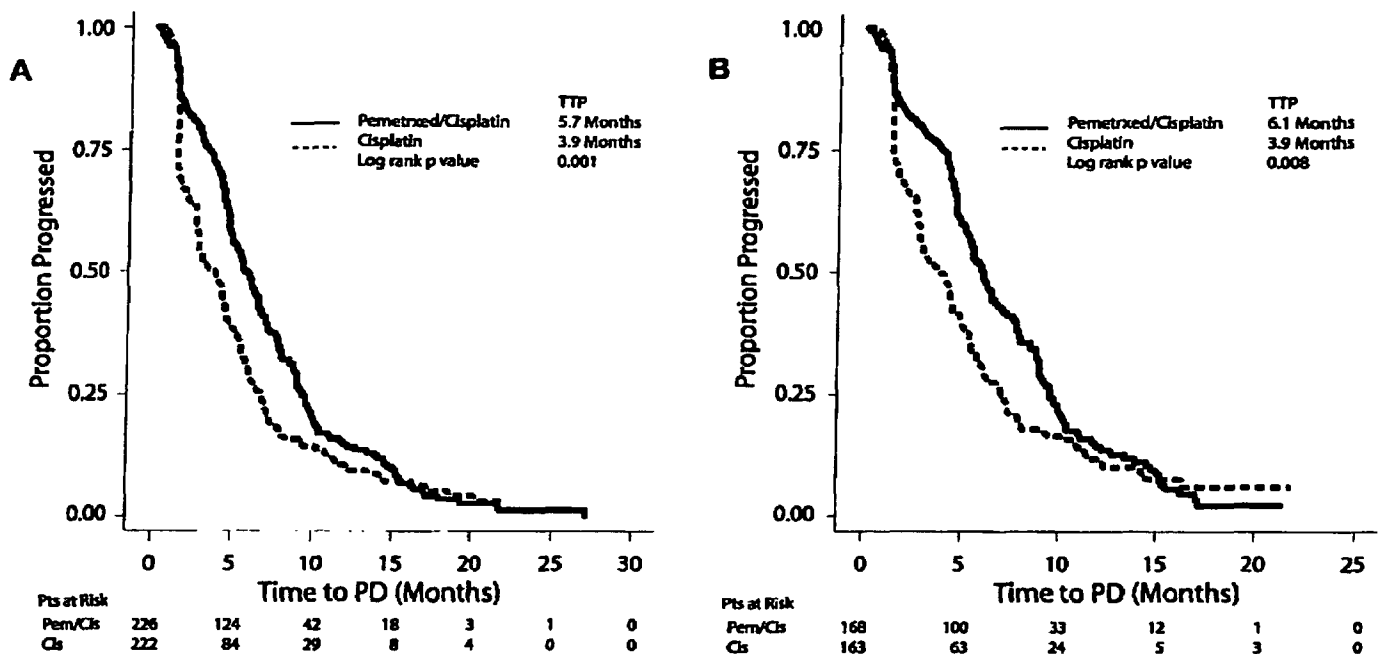 A
Proportion Progressed
1.00
0.75
0.50
0.25
0.00
TTP
Pemetrxed/Cisplatin 5.7 Months
Cisplatin 3.9 Months
Log rank p value 0.001
0 5 10 15 20 25 30
Time to PD (Months)
Pts at Risk
Pem/Cis 226 124 42 18 3 1 0
Cis 222 84 29 8 4 0 0
B
Proportion Progressed
1.00
0.75
0.50
0.25
0.00
TTP
Pemetrxed/Cisplatin 6.1 Months
Cisplatin 3.9 Months
Log rank p value 0.008
0 5 10 15 20 25
Time to PD (Months)
Pts at Risk
Pem/Cis 168 100 33 12 1 0
Cis 163 63 24 5 3 0